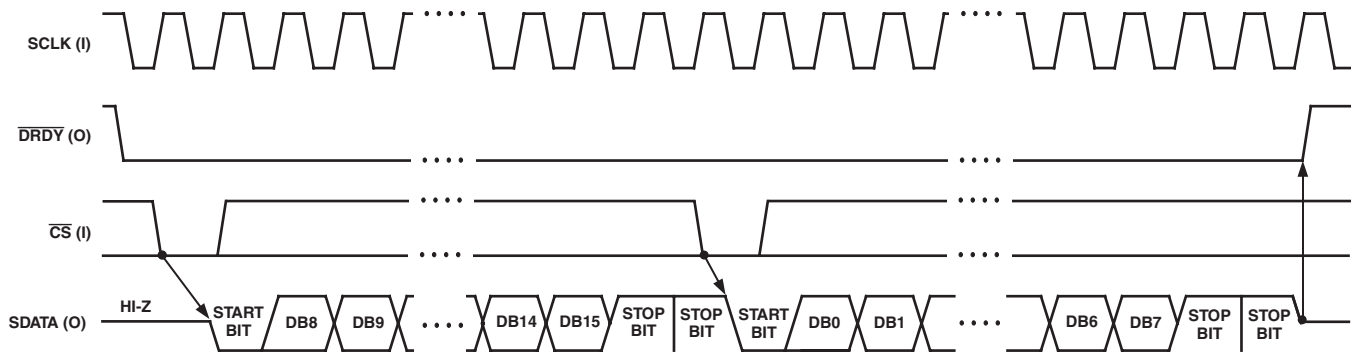 SCLK (I)
DRDY (O)
CS (I)
SDATA (O)
HI-Z
START BIT
DB8
DB9
DB14
DB15
STOP BIT
STOP BIT
START BIT
DB0
DB1
DB6
DB7
STOP BIT
STOP BIT